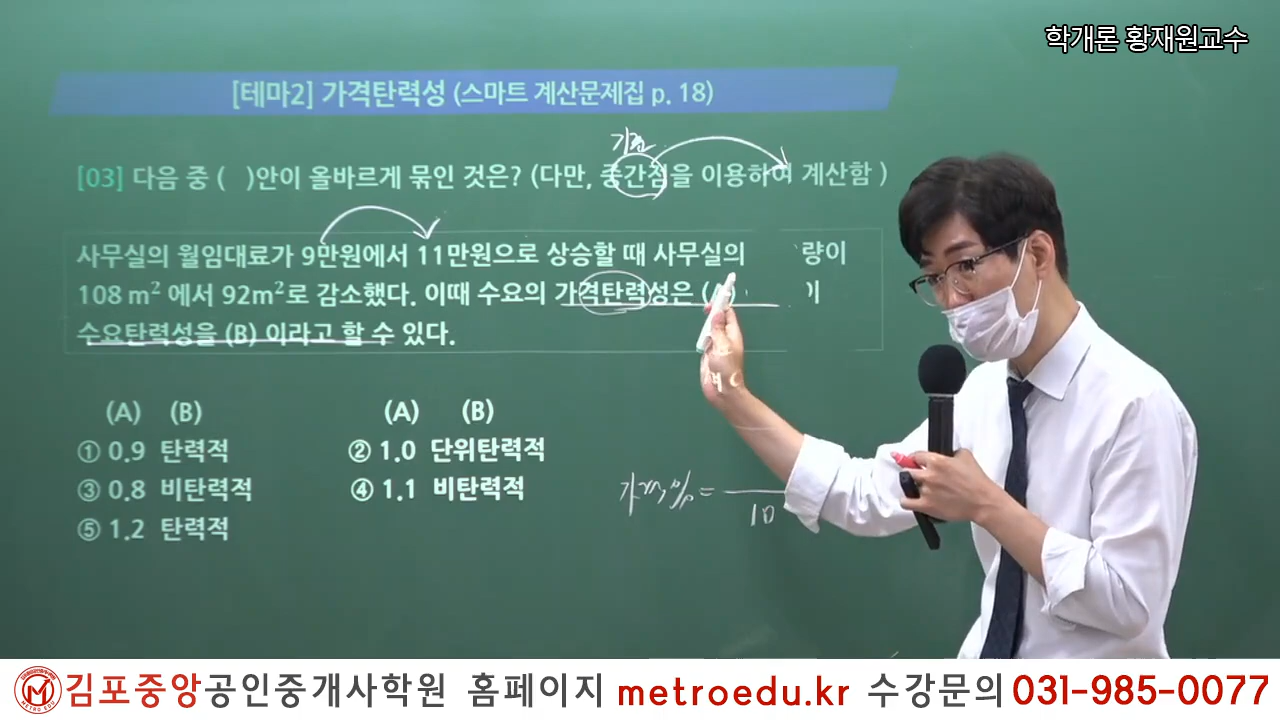 학개론 황재원교수
[테마2] 가격탄력성 (스마트 계산문제집 p. 18)
기준
[03] 다음 중 ( )안이 올바르게 묶인 것은? (다만, 중간점을 이용하여 계산함 )
사무실의 월임대료가 9만원에서 11만원으로 상승할 때 사무실의 량이
108 m² 에서 92m²로 감소했다. 이때 수요의 가격탄력성은 (A) 이
수요탄력성을 (B) 이라고 할 수 있다.
(A) (B) (A) (B)
① 0.9 탄력적 ② 1.0 단위탄력적
③ 0.8 비탄력적 ④ 1.1 비탄력적
⑤ 1.2 탄력적
가격% = 10
김포중앙공인중개사학원 홈페이지 metroedu.kr 수강문의 031-985-0077